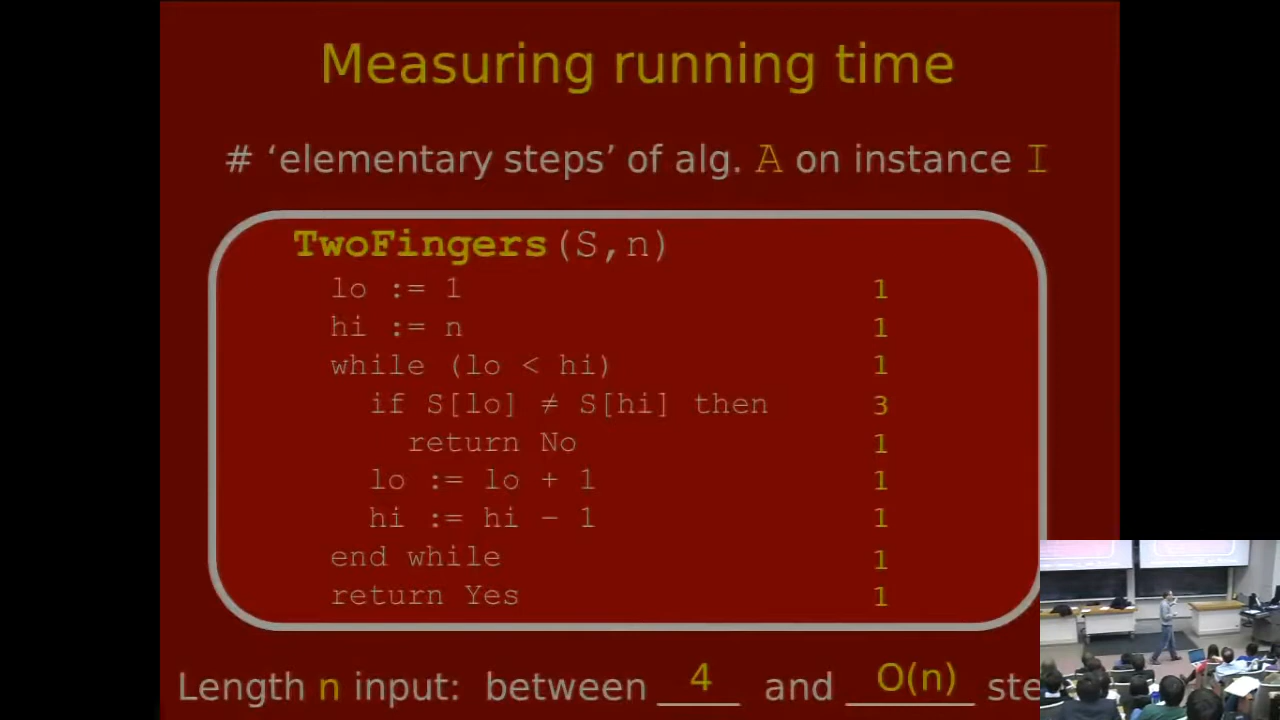 Measuring running time
# ‘elementary steps’ of alg. A on instance I
TwoFingers(S,n)
lo := 1 1
hi := n 1
while (lo < hi) 1
if S[lo] ≠ S[hi] then 3
return No 1
lo := lo + 1 1
hi := hi – 1 1
end while 1
return Yes 1
Length n input: between 4 and O(n) ste